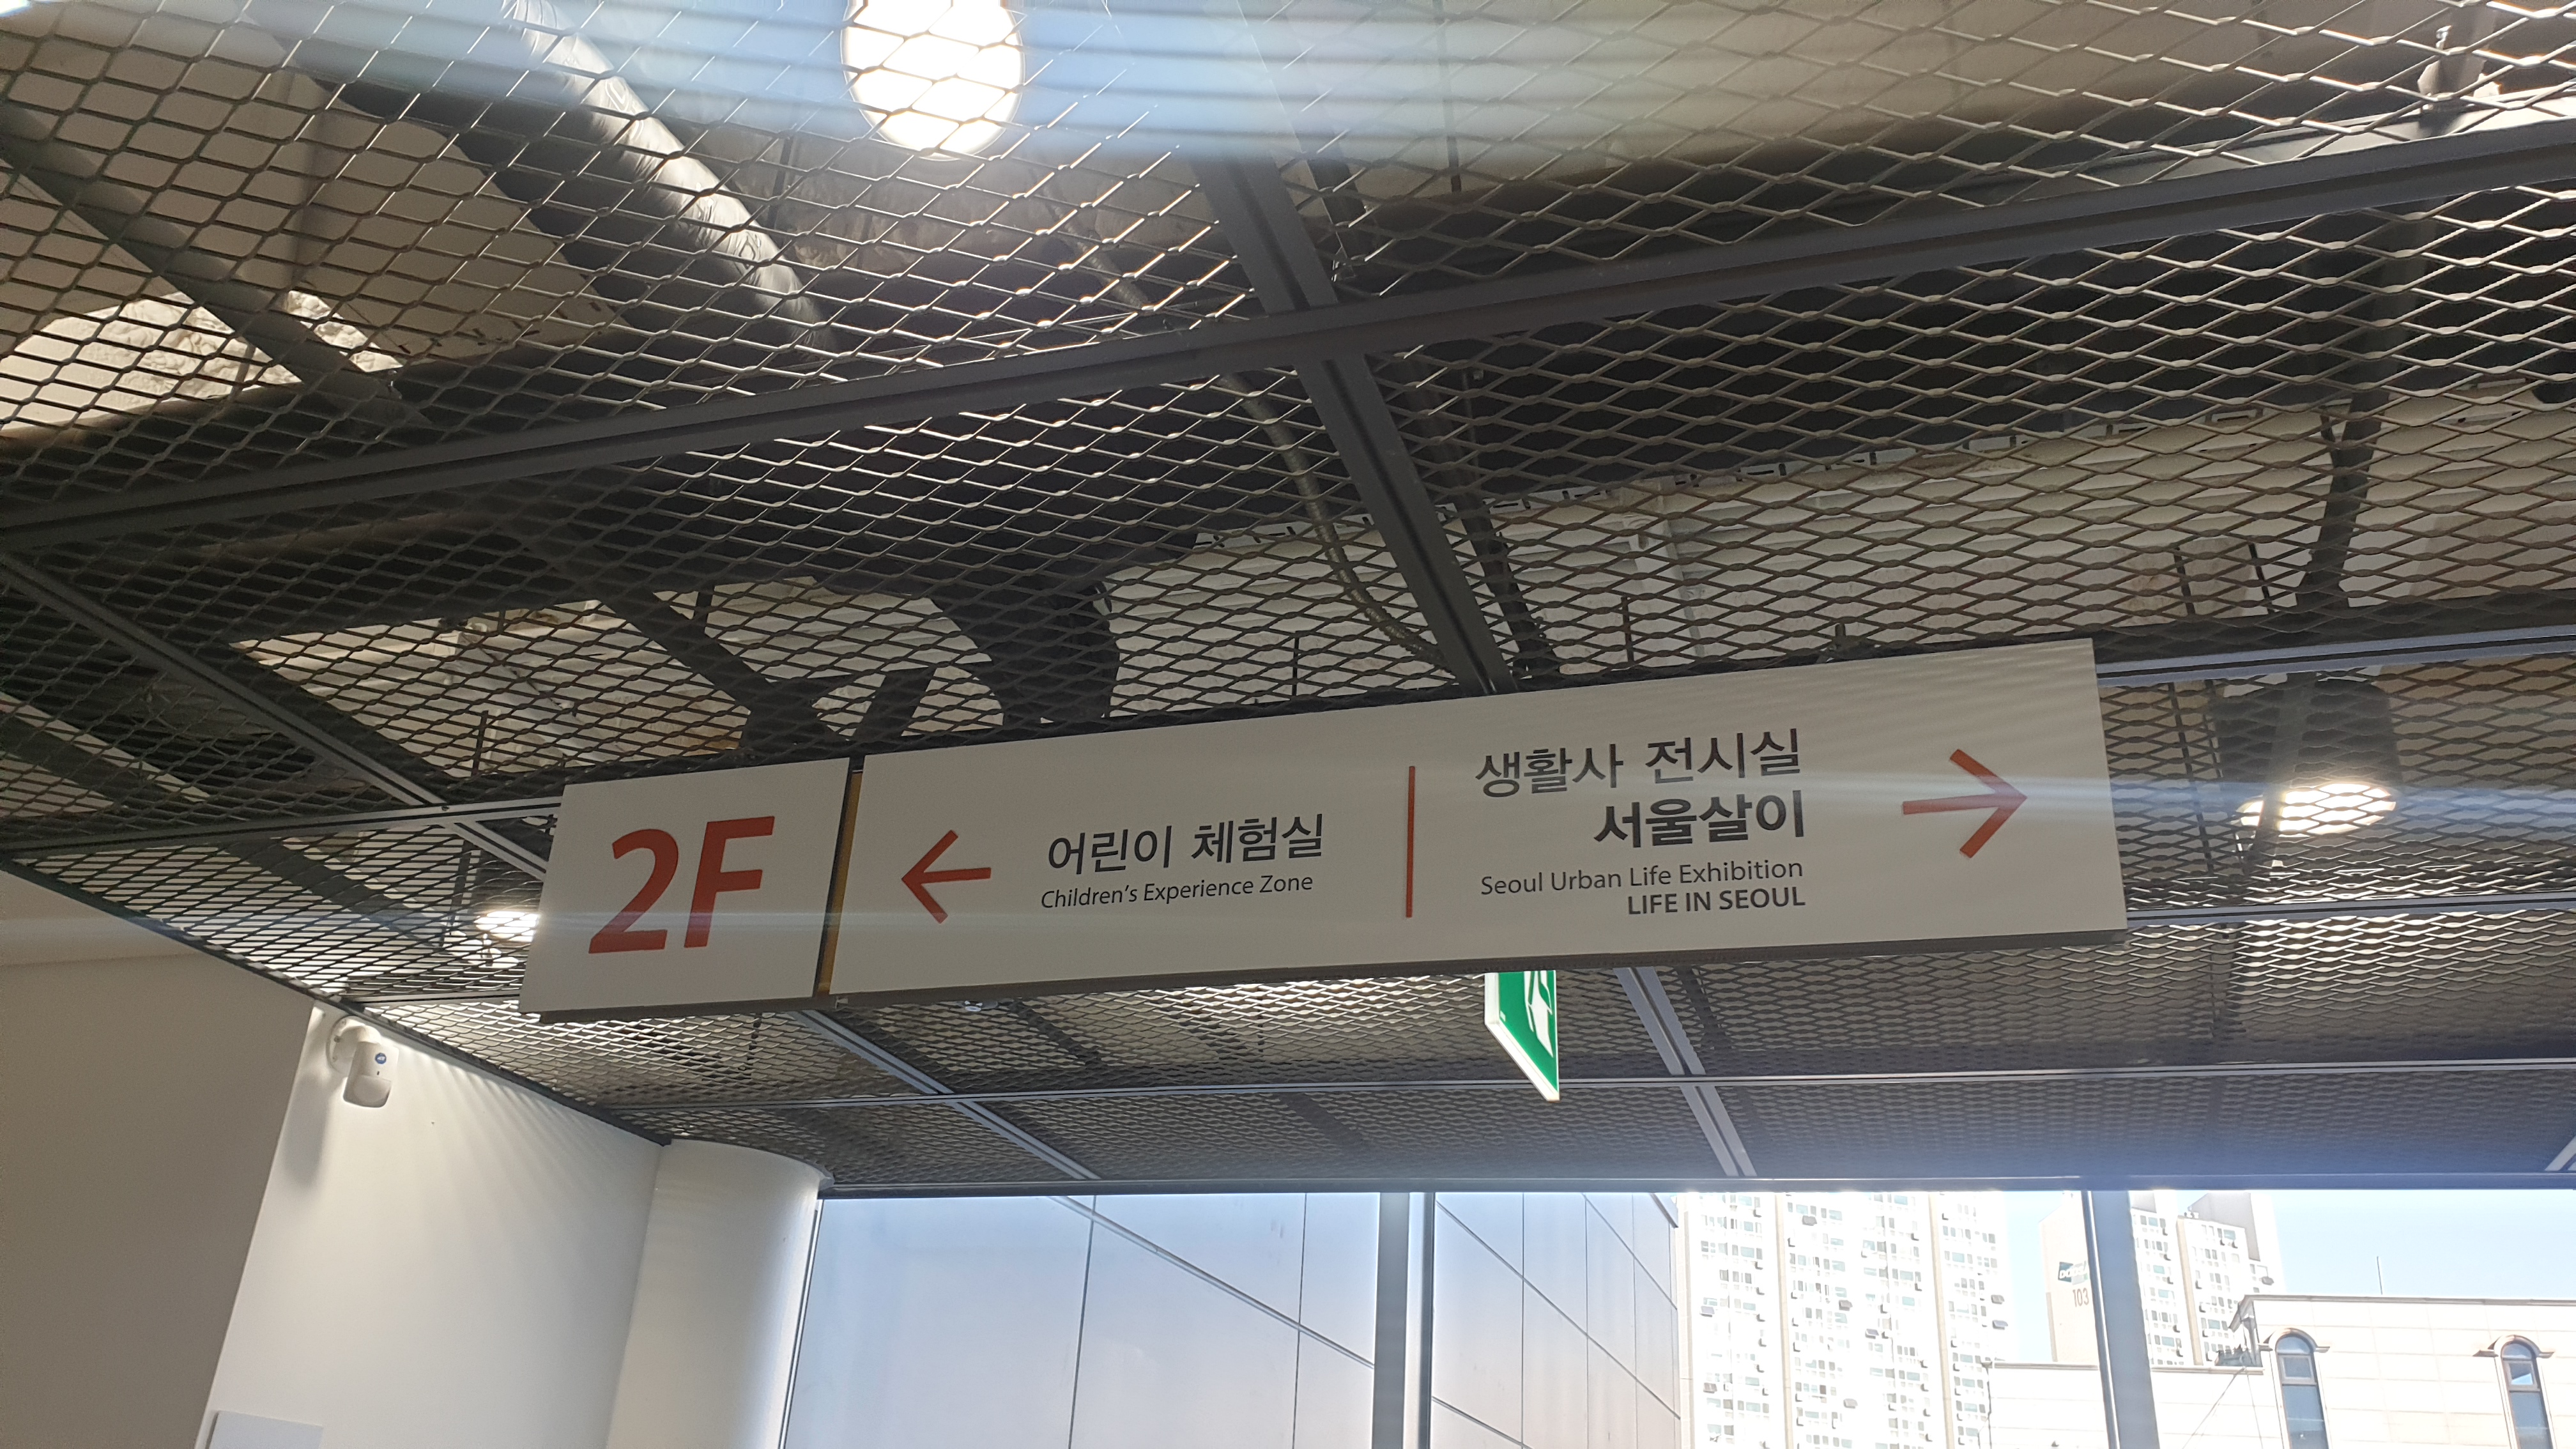 2F
어린이 체험실
Children's Experience Zone
생활사 전시실
서울살이
Seoul Urban Life Exhibition
LIFE IN SEOUL
103